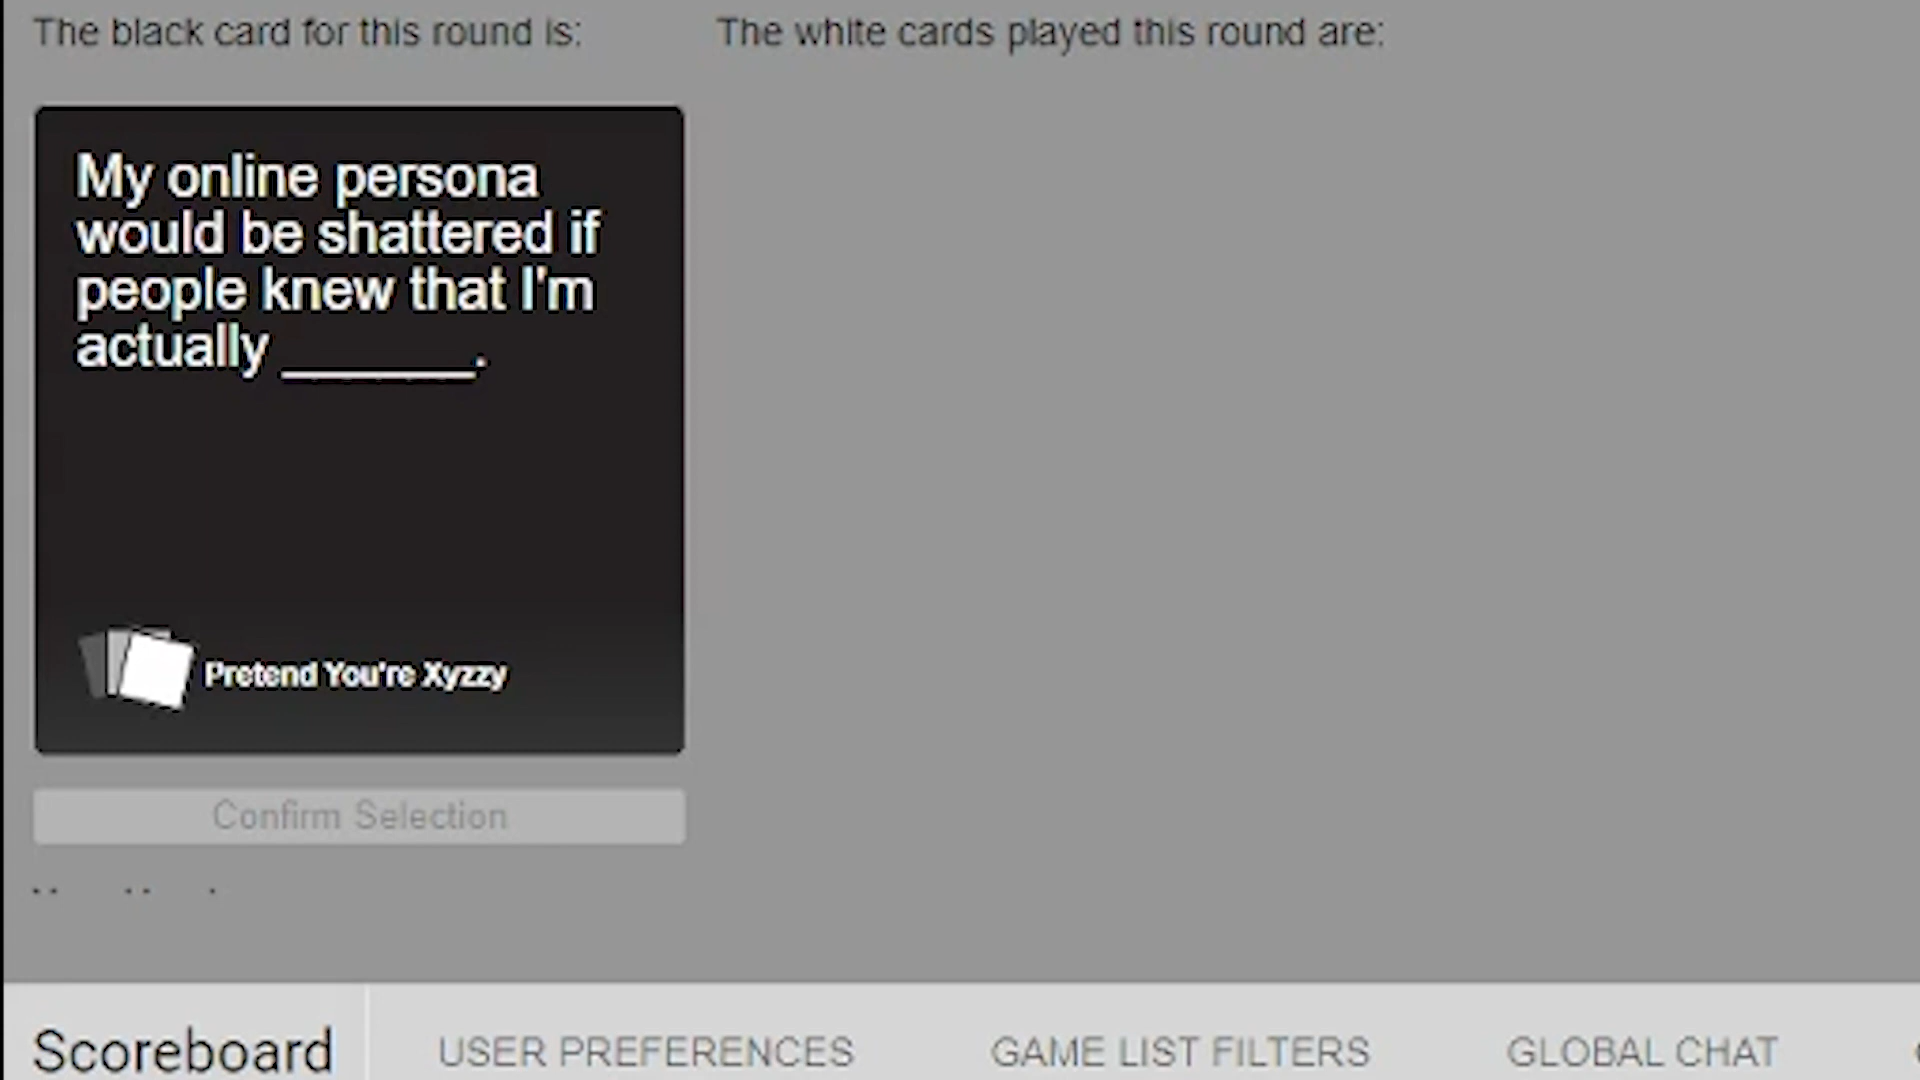 The black card for this round is:
The white cards played this round are:
My online persona
would be shattered if
people knew that I'm
actually _______.
Pretend You're Xyzzy
Confirm Selection
Scoreboard
USER PREFERENCES
GAME LIST FILTERS
GLOBAL CHAT